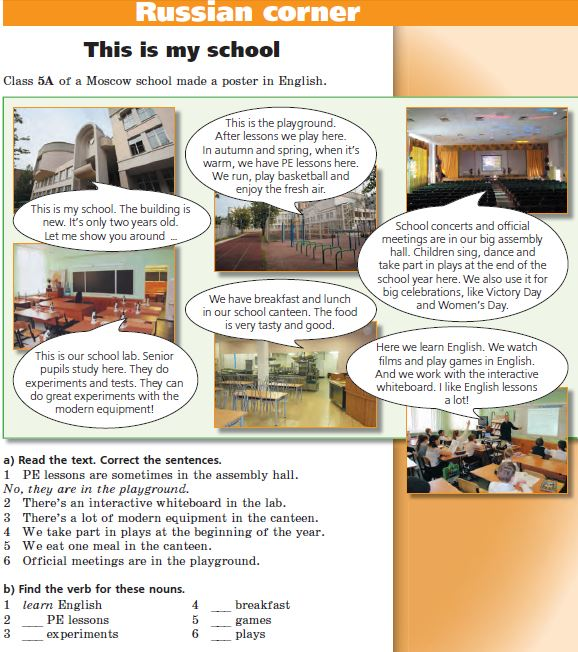 Russian corner
This is my school
Class 5A of a Moscow school made a poster in English.
This is my school. The building is
new. It's only two years old.
Let me show you around ...
This is the playground.
After lessons we play here.
In autumn and spring, when it's
warm, we have PE lessons here.
We run, play basketball and
enjoy the fresh air.
School concerts and official
meetings are in our big assembly
hall. Children sing, dance and
take part in plays at the end of the
school year here. We also use it for
big celebrations, like Victory Day
and Women's Day.
This is our school lab. Senior
pupils study here. They do
experiments and tests. They can
do great experiments with the
modern equipment!
We have breakfast and lunch
in our school canteen. The food
is very tasty and good.
Here we learn English. We watch
films and play games in English.
And we work with the interactive
whiteboard. I like English lessons
a lot!
a) Read the text. Correct the sentences.
1 PE lessons are sometimes in the assembly hall.
No, they are in the playground.
2 There's an interactive whiteboard in the lab.
3 There's a lot of modern equipment in the canteen.
4 We take part in plays at the beginning of the year.
5 We eat one meal in the canteen.
6 Official meetings are in the playground.
b) Find the verb for these nouns.
1 learn English
2 ___ PE lessons
3 ___ experiments
4 ___ breakfast
5 ___ games
6 ___ plays